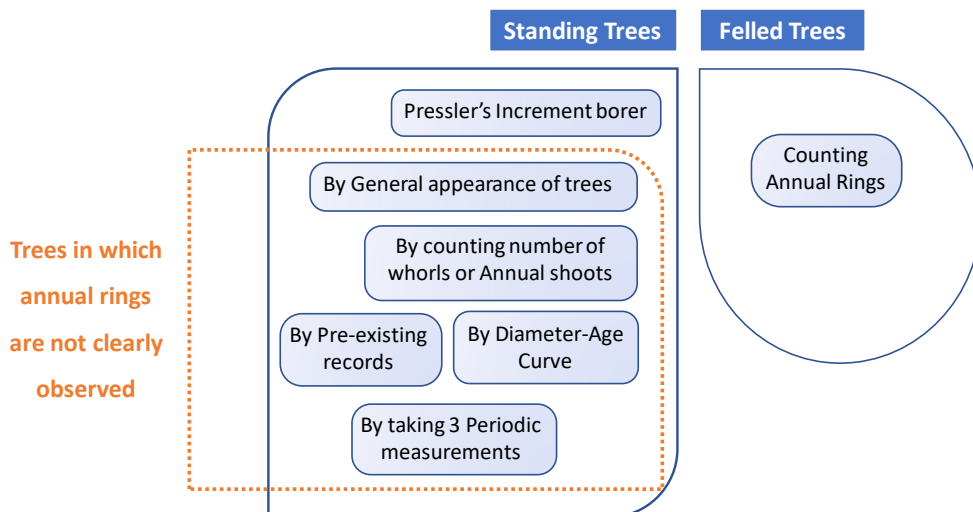 Standing Trees
Felled Trees
Pressler's Increment borer
By General appearance of trees
By counting number of
whorls or Annual shoots
By Pre-existing
records
By Diameter-Age
Curve
By taking 3 Periodic
measurements
Counting
Annual Rings
Trees in which
annual rings
are not clearly
observed